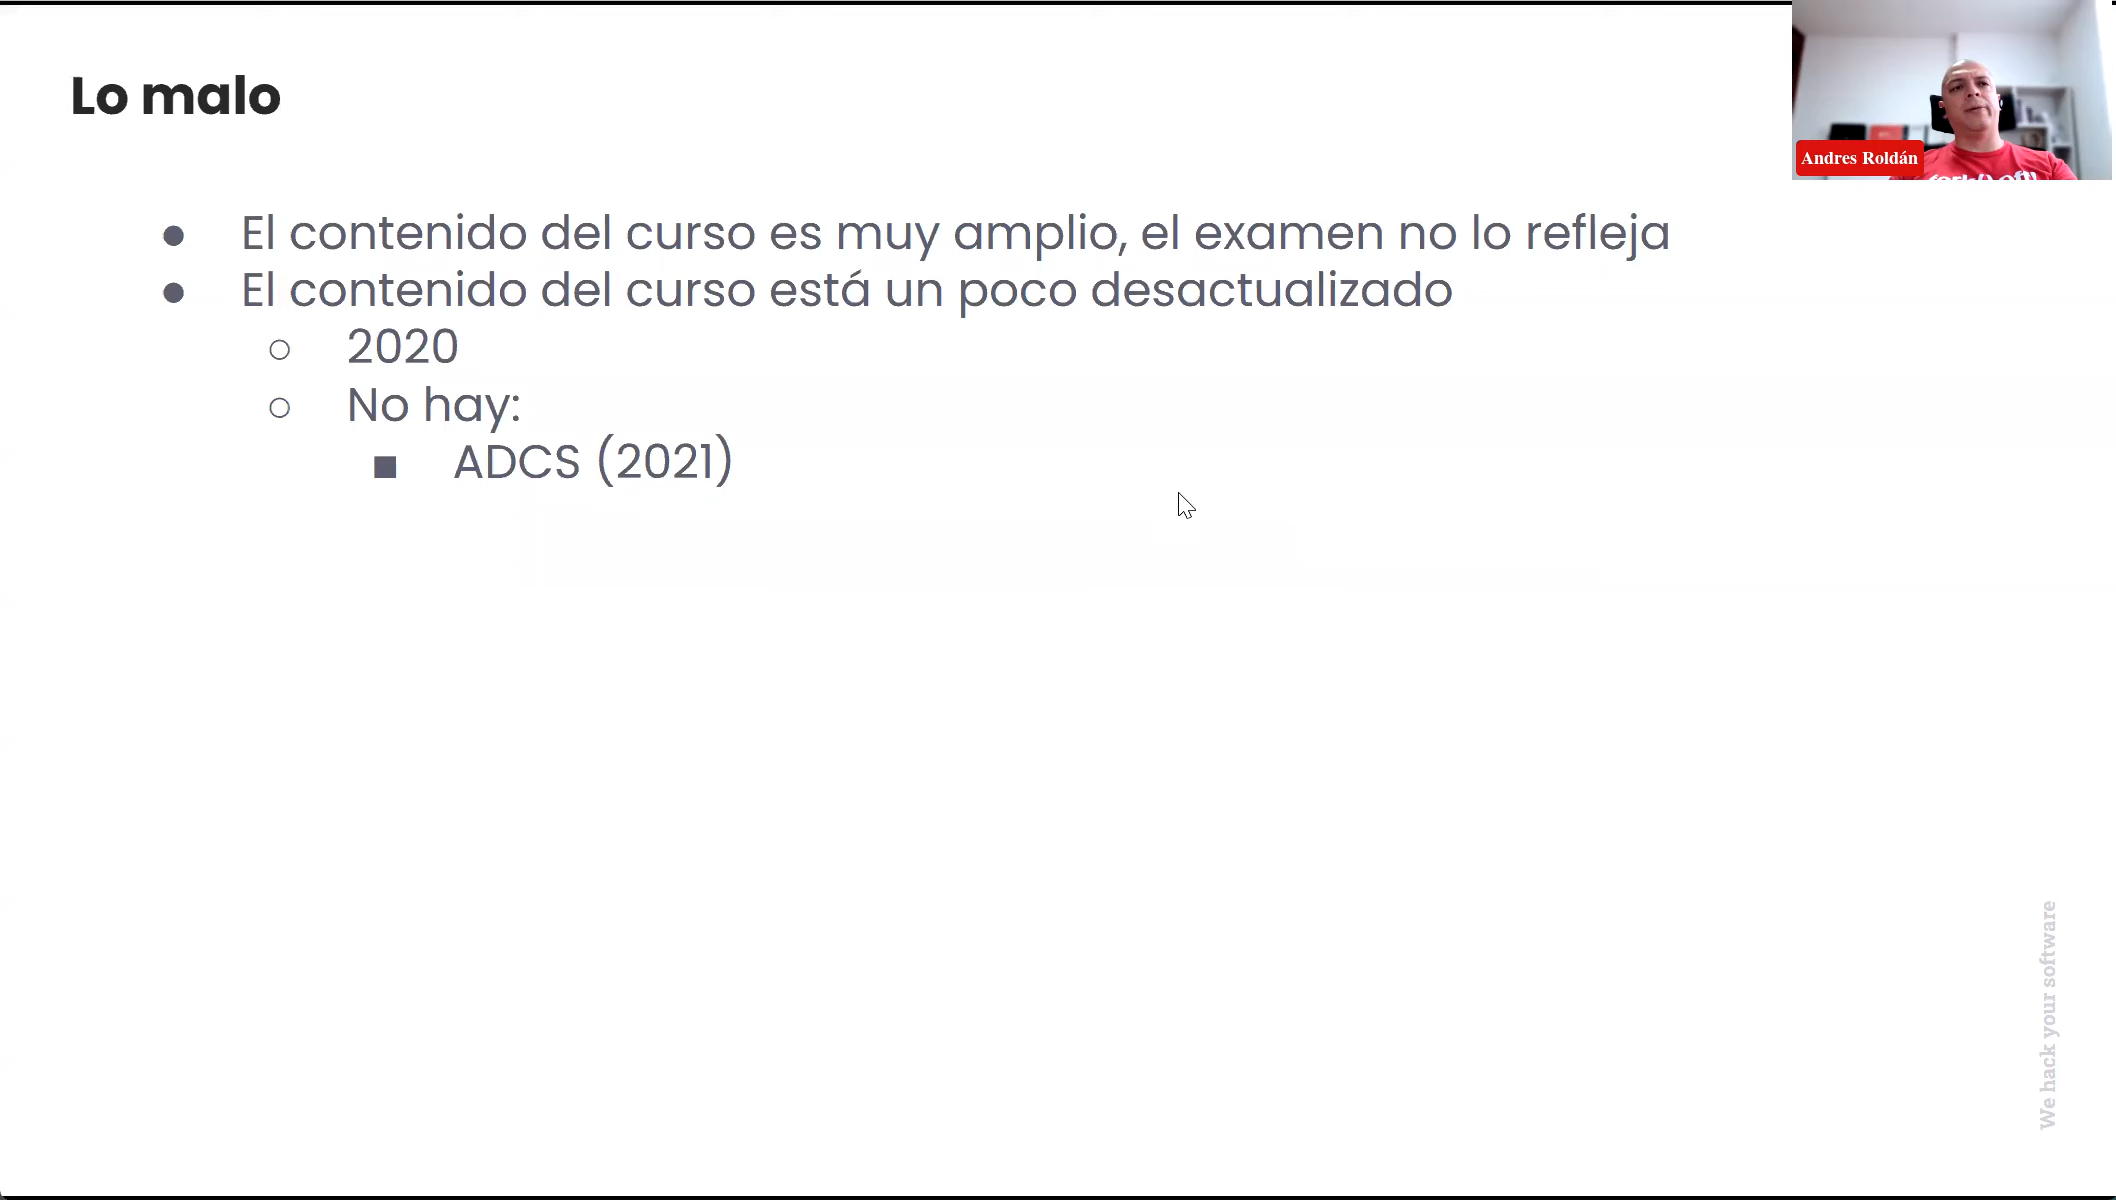 Lo malo
Andres Roldán
El contenido del curso es muy amplio, el examen no lo refleja
El contenido del curso está un poco desactualizado
2020
No hay:
ADCS (2021)
We hack your software